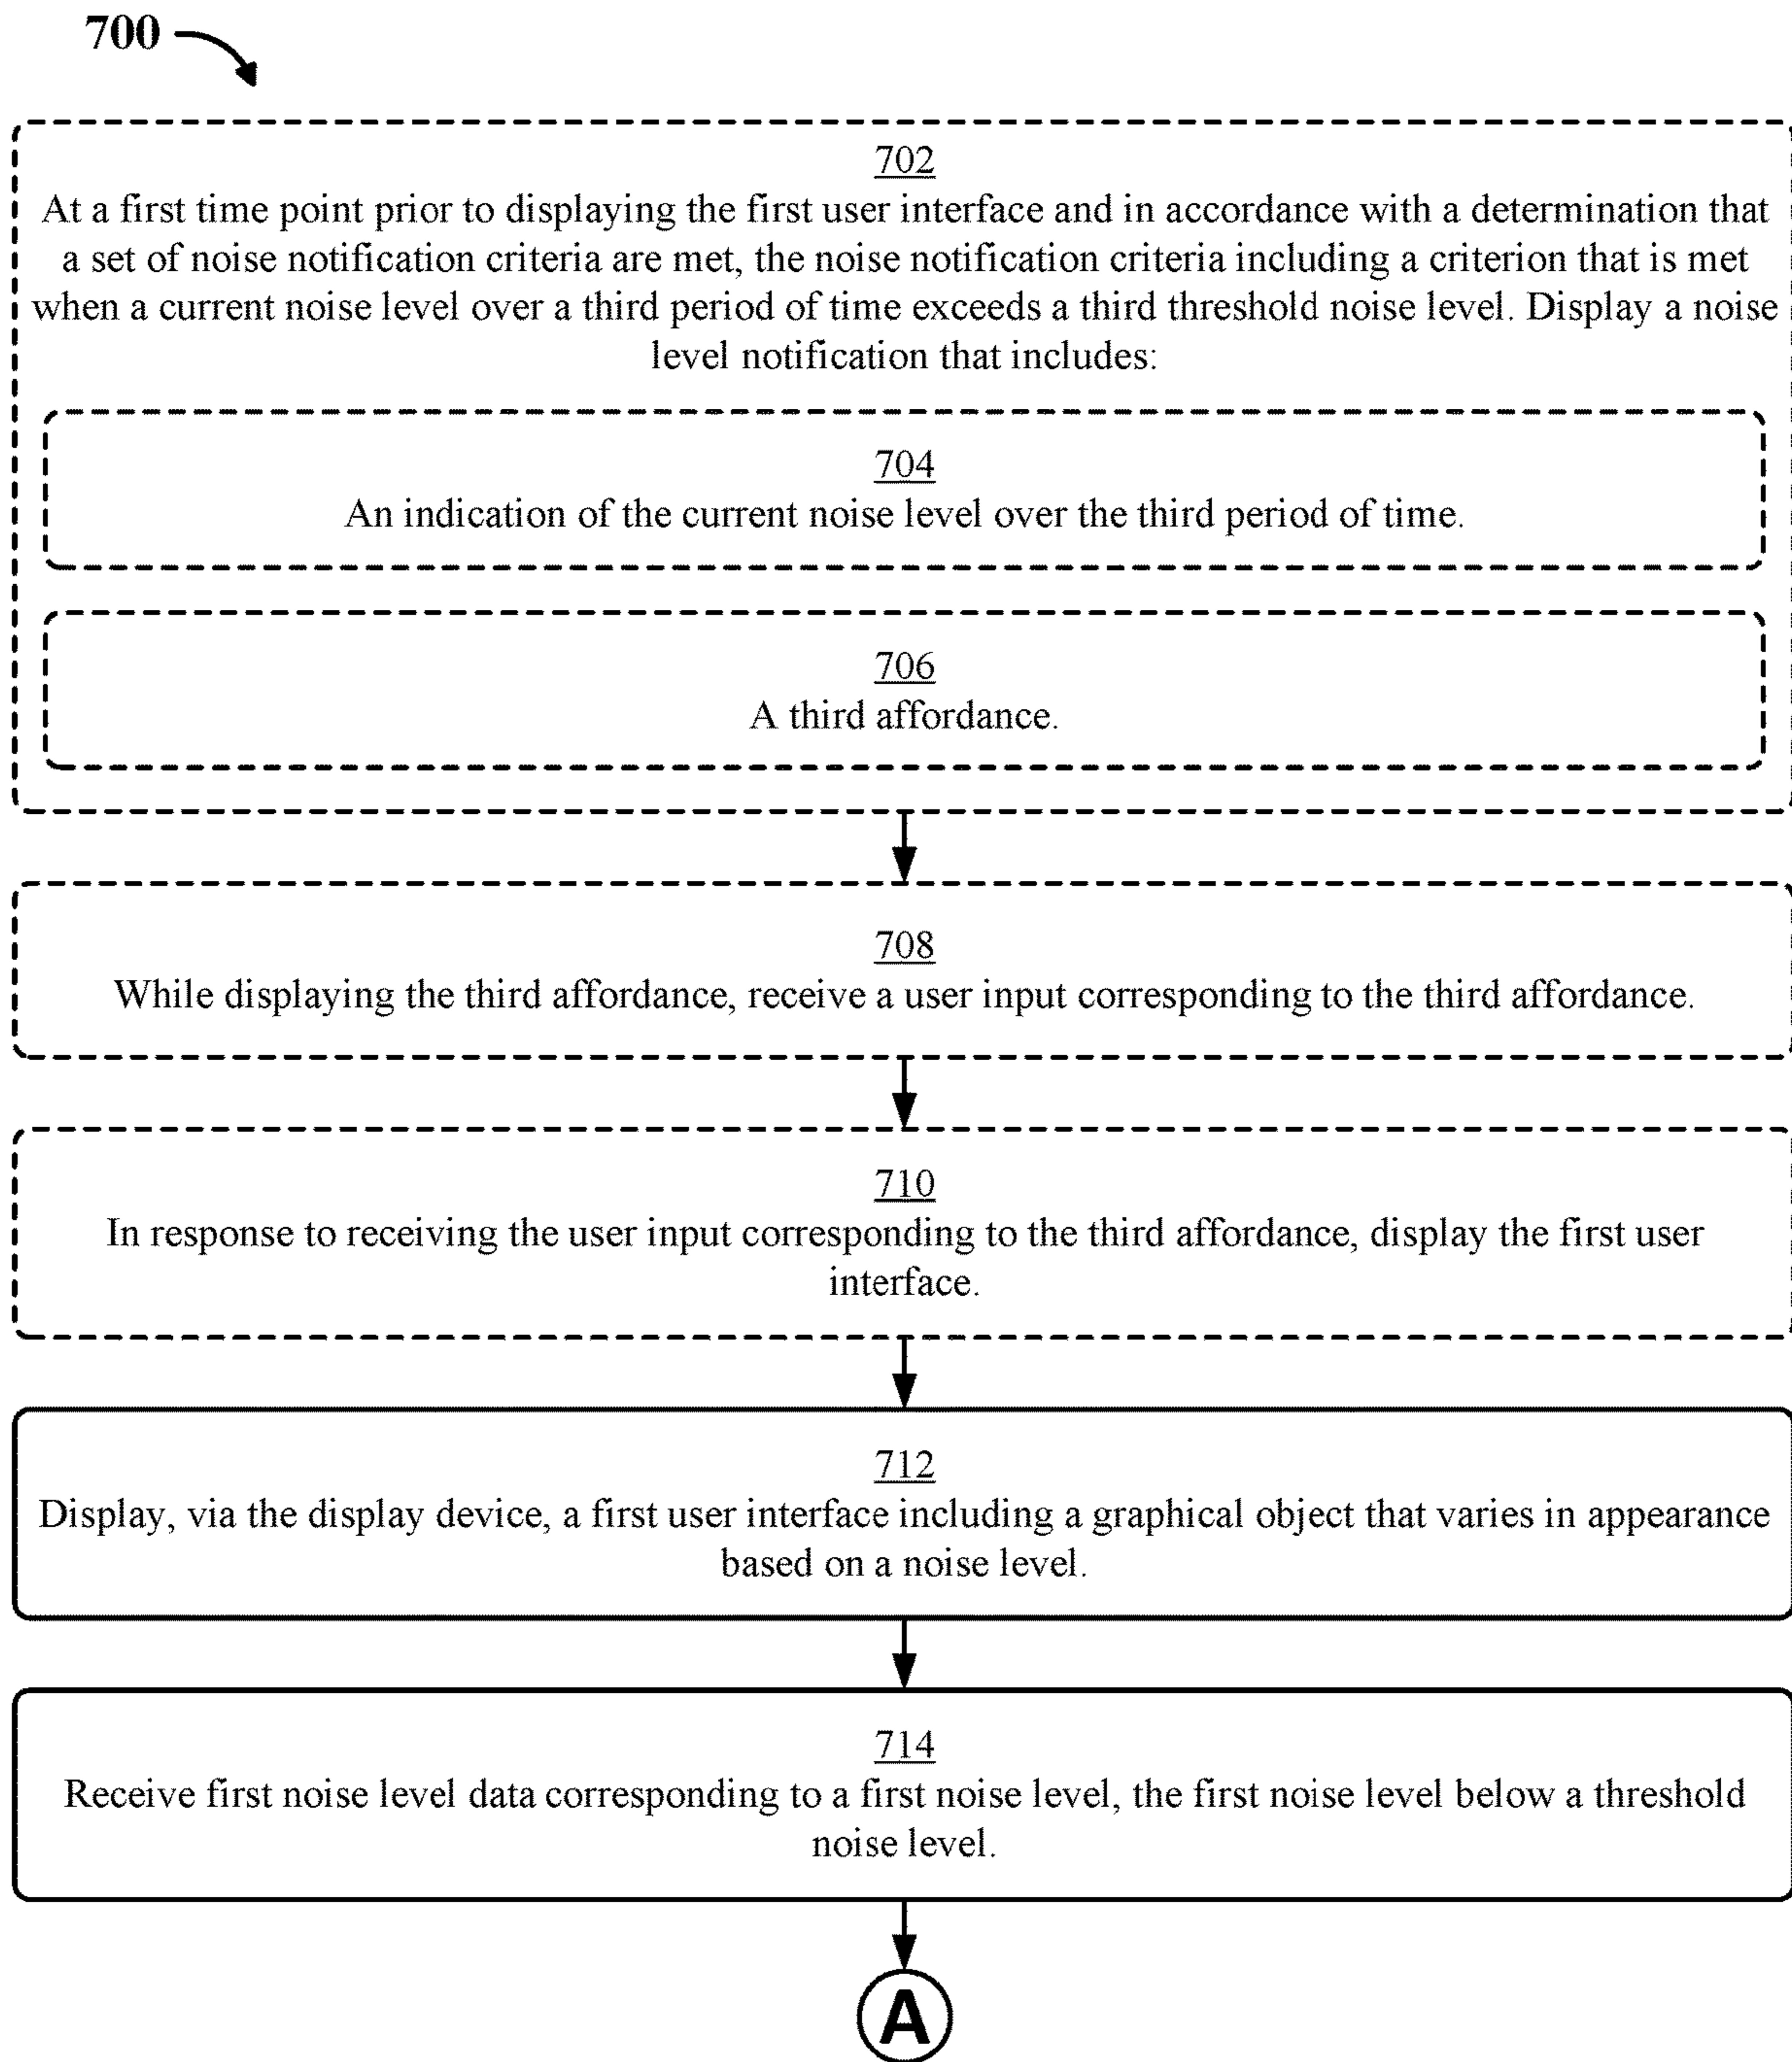 700
702
At a first time point prior to displaying the first user interface and in accordance with a determination that
a set of noise notification criteria are met, the noise notification criteria including a criterion that is met
when a current noise level over a third period of time exceeds a third threshold noise level. Display a noise
level notification that includes:
704
An indication of the current noise level over the third period of time.
706
A third affordance.
708
While displaying the third affordance, receive a user input corresponding to the third affordance.
710
In response to receiving the user input corresponding to the third affordance, display the first user
interface.
712
Display, via the display device, a first user interface including a graphical object that varies in appearance
based on a noise level.
714
Receive first noise level data corresponding to a first noise level, the first noise level below a threshold
noise level.
A